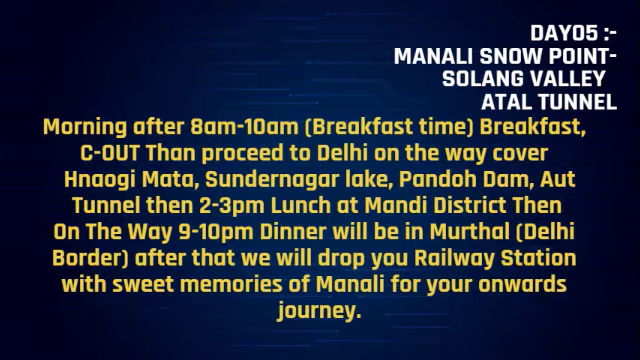 DAY05 :-
MANALI SNOW POINT-
SOLANG VALLEY
ATAL TUNNEL
Morning after 8am-10am (Breakfast time) Breakfast,
C-OUT Than proceed to Delhi on the way cover
Hnaogi Mata, Sundernagar lake, Pandoh Dam, Aut
Tunnel then 2-3pm Lunch at Mandi District Then
On The Way 9-10pm Dinner will be in Murthal (Delhi
Border) after that we will drop you Railway Station
with sweet memories of Manali for your onwards
journey.